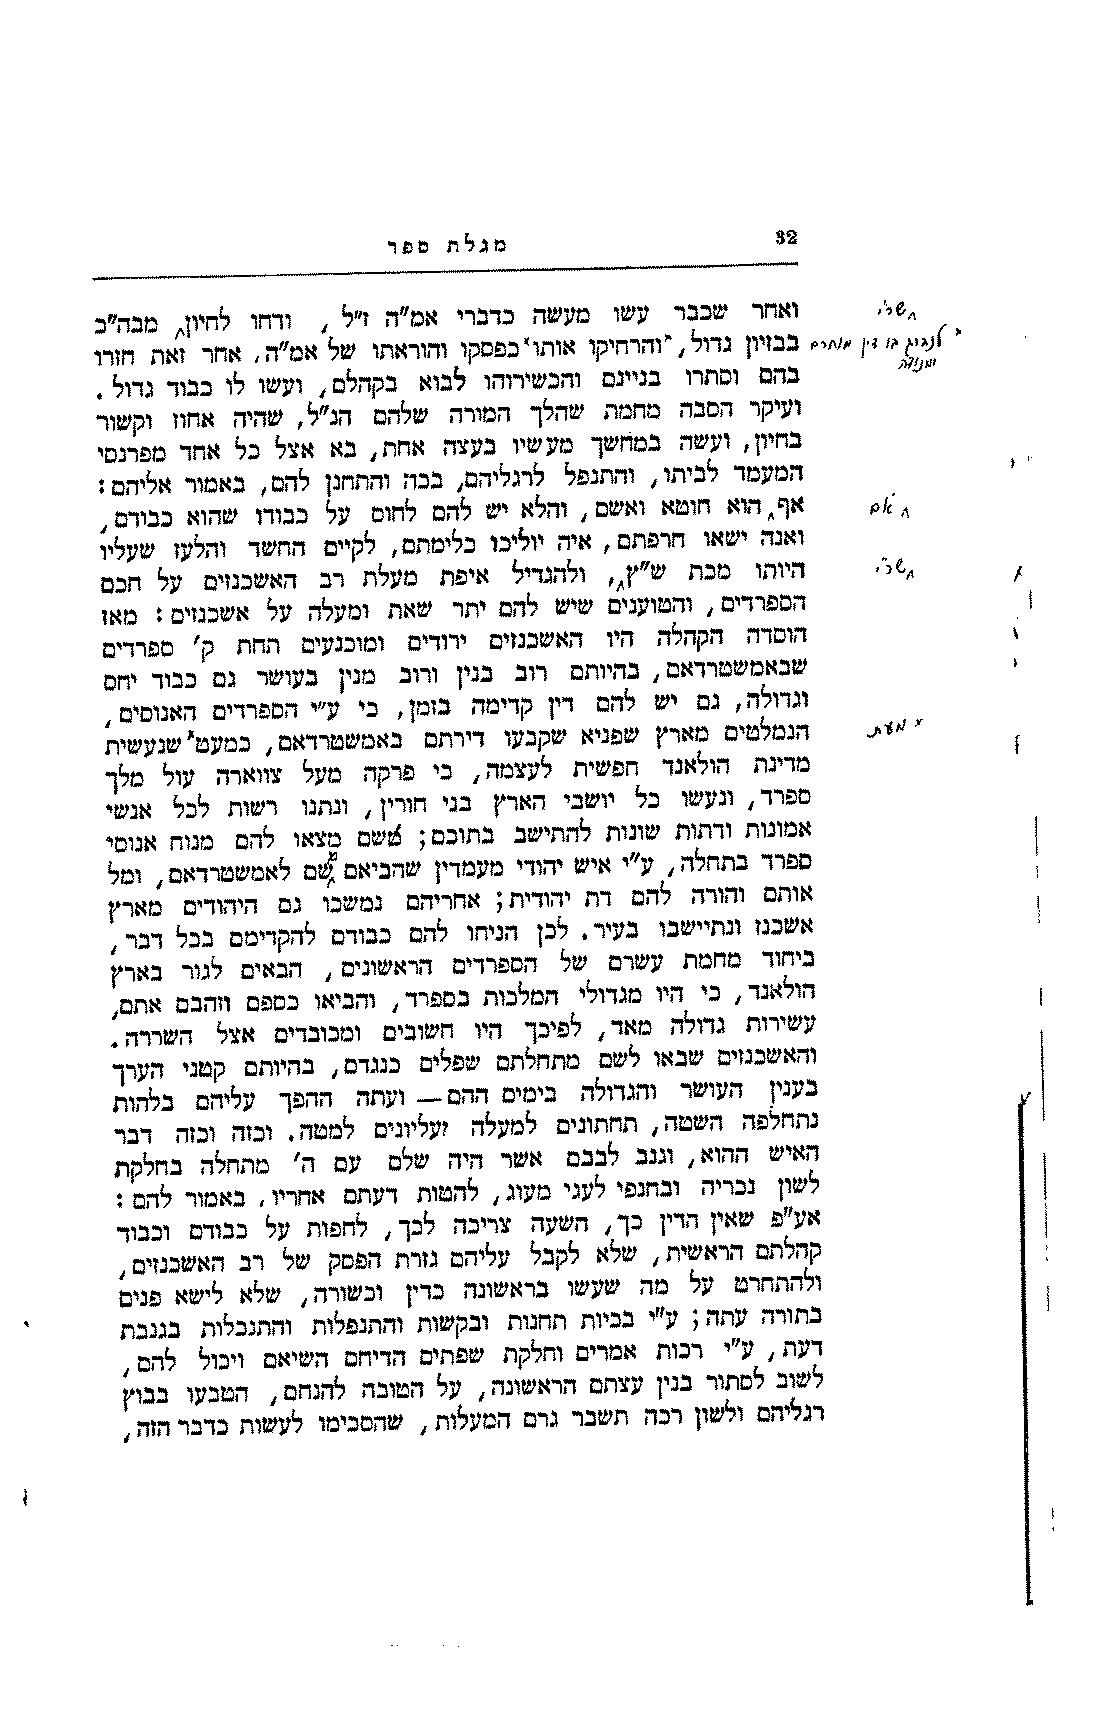 32
מגלת ספר
ואחר שכבר עשו מעשה כדברי אמ"ה ז"ל, ודחו לחיון מבה"כ
בבזיון גדול, והרחיקו אותו כפסקו והוראתו של אמ"ה, אחר זאת חזרו
בהם וסתרו בניינם והכשירוהו לבוא בקהלם, ועשו לו כבוד גדול.
ועיקר הסבה מחמת שהלך המורה שלהם הנ"ל, שהיה אחוז וקשור
בחיון, ועשה במחשך מעשיו בעצה אחת, בא אצל כל אחד מפרנסי
המעמד לביתו, והתנפל לרגליהם, בכה והתחנן להם, באמור אליהם:
אף הוא חוטא ואשם, והלא יש להם לחוס על כבודו שהוא כבודם,
ואנה ישאו חרפתם, איה יוליכו כלימתם, לקיים החשד והלעז שעליו
היותו מכת ש"ץ, ולהגדיל איפת מעלת רב האשכנזים על חכם
הספרדים, והטוענים שיש להם יתר שאת ומעלה על אשכנזים: מאז
הוסדה הקהלה היו האשכנזים ירודים ומוכנעים תחת ק' ספרדים
שבאמשטרדאם, בהיותם רוב בנין ורוב מנין בעושר גם כבוד יחס
וגדולה, גם יש להם דין קדימה בזמן, כי ע"י הספרדים האנוסים,
הנמלטים מארץ שפניא שקבעו דירתם באמשטרדאם, כמעט שנעשית
מדינת הולאנד חפשית לעצמה, כי פרקה מעל צווארה עול מלך
ספרד, ונעשו כל יושבי הארץ בני חורין, ונתנו רשות לכל אנשי
אמונות ודתות שונות להתישב בתוכם; ששם מצאו להם מנוח אנוסי
ספרד בתחלה, ע"י איש יהודי מעמדין שהביאם שם לאמשטרדאם, ומל
אותם והורה להם דת יהודית; אחריהם נמשכו גם היהודים מארץ
אשכנז ונתיישבו בעיר. לכן הניחו להם כבודם להקדימם בכל דבר,
ביחוד מחמת עשרם של הספרדים הראשונים, הבאים לגור בארץ
הולאנד, כי היו מגדולי המלכות בספרד, והביאו כספם וזהבם אתם,
עשירות גדולה מאד, לפיכך היו חשובים ומכובדים אצל השררה.
והאשכנזים שבאו לשם מתחלתם שפלים כנגדם, בהיותם קטני הערך
בענין העושר והגדולה בימים ההם — ועתה ההפך עליהם בלהות
נתחלפה השטה, תחתונים למעלה ועליונים למטה. וכזה וכזה דבר
האיש ההוא, וגנב לבבם אשר היה שלם עם ה' מתחלה בחלקת
לשון נכריה ובחנפי לעגי מעוג, להטות דעתם אחריו, באמור להם:
אע"פ שאין הדין כך, השעה צריכה לכך, לחפות על כבודם וכבוד
קהלתם הראשית, שלא לקבל עליהם גזרת הפסק של רב האשכנזים,
ולהתחרט על מה שעשו בראשונה כדין וכשורה, שלא לישא פנים
בתורה עתה; ע"י בכיות תחנות ובקשות והתנפלות והתנכלות בגנבת
דעת, ע"י רכות אמרים וחלקת שפתים הדיחם השיאם ויכול להם,
לשוב לסתור בנין עצתם הראשונה, על הטובה להנחם, הטבעו בבוץ
רגליהם ולשון רכה תשבר גרם המעלות, שהסכימו לעשות כדבר הזה,
שר"י
לנהוג בו דין מוחרם
ומנודה
אם
שר"י
מעת